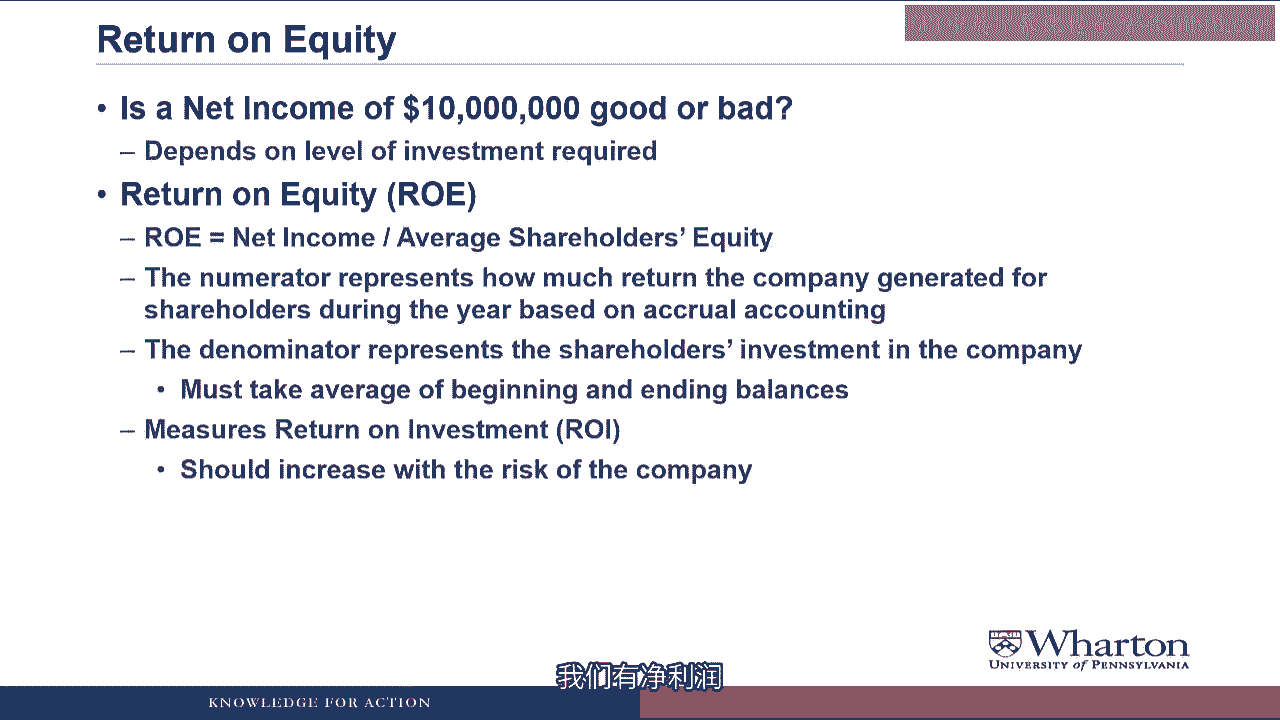 Return on Equity
• Is a Net Income of $10,000,000 good or bad?
– Depends on level of investment required
• Return on Equity (ROE)
– ROE = Net Income / Average Shareholders’ Equity
– The numerator represents how much return the company generated for
shareholders during the year based on accrual accounting
– The denominator represents the shareholders’ investment in the company
• Must take average of beginning and ending balances
– Measures Return on Investment (ROI)
• Should increase with the risk of the company
Wharton
UNIVERSITY of PENNSYLVANIA
我们有净利润
KNOWLEDGE FOR ACTION